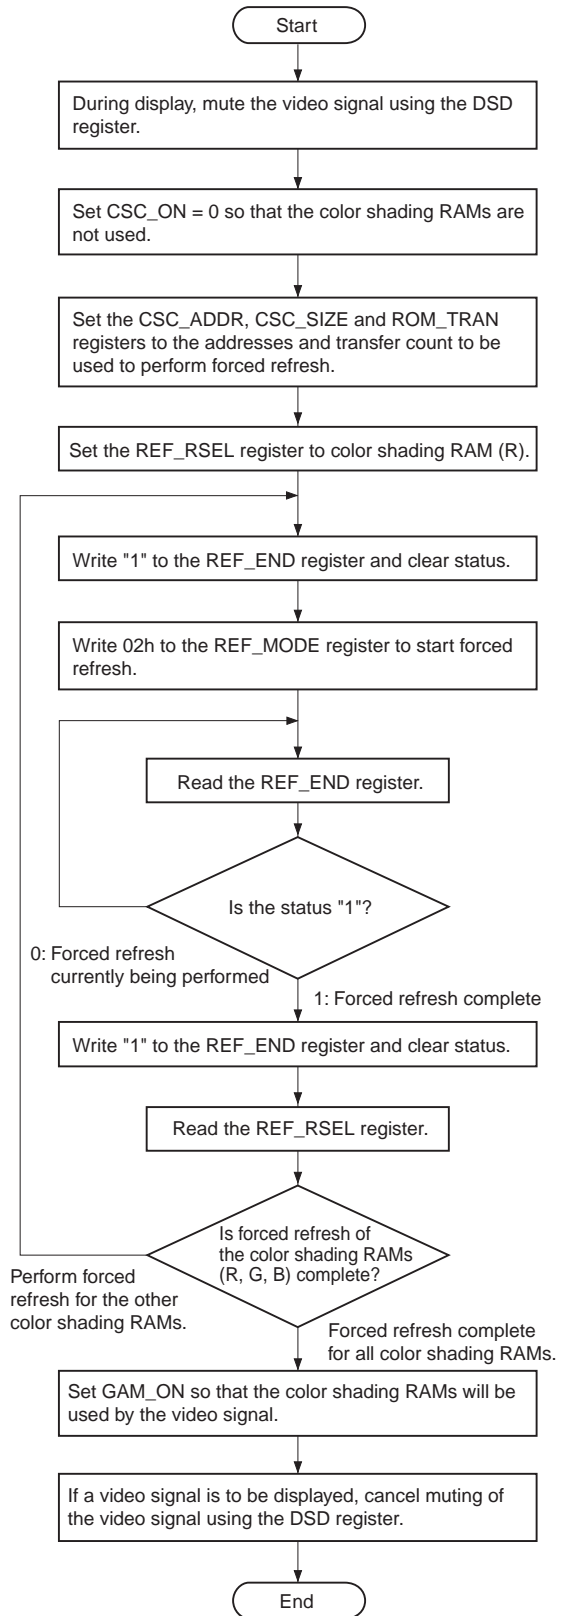 Start
During display, mute the video signal using the DSD
register.
Set CSC_ON = 0 so that the color shading RAMs are
not used.
Set the CSC_ADDR, CSC_SIZE and ROM_TRAN
registers to the addresses and transfer count to be
used to perform forced refresh.
Set the REF_RSEL register to color shading RAM (R).
Write "1" to the REF_END register and clear status.
Write 02h to the REF_MODE register to start forced
refresh.
Read the REF_END register.
Is the status "1"?
0: Forced refresh
currently being performed
1: Forced refresh complete
Write "1" to the REF_END register and clear status.
Read the REF_RSEL register.
Is forced refresh of
the color shading RAMs
(R, G, B) complete?
Perform forced
refresh for the other
color shading RAMs.
Forced refresh complete
for all color shading RAMs.
Set GAM_ON so that the color shading RAMs will be
used by the video signal.
If a video signal is to be displayed, cancel muting of
the video signal using the DSD register.
End